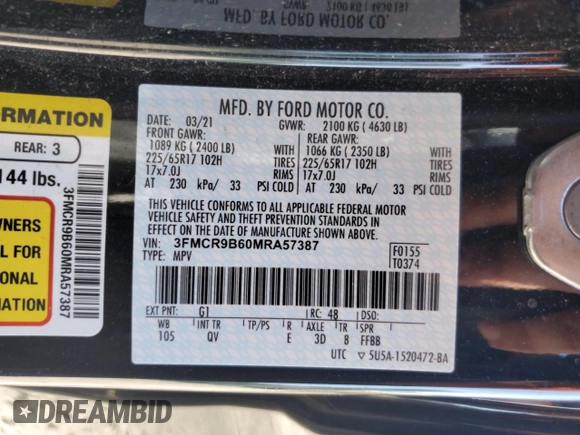 MFD. BY FORD MOTOR CO.
ORMATION
REAR: 3
144 lbs.
3FMCR9B60MRA57387
WNERS
L FOR
ONAL
MATION
MFD. BY FORD MOTOR CO.
DATE: 03/21 GVWR: 2100 KG ( 4630 LB)
FRONT GAWR: REAR GAWR:
1089 KG ( 2400 LB) WITH 1066 KG ( 2350 LB) WITH
225/65R17 102H TIRES 225/65R17 102H TIRES
17x7.0J RIMS 17x7.0J RIMS
AT 230 kPa/ 33 PSI COLD AT 230 kPa/ 33 PSI COLD
THIS VEHICLE CONFORMS TO ALL APPLICABLE FEDERAL MOTOR
VEHICLE SAFETY AND THEFT PREVENTION STANDARDS IN
EFFECT ON THE DATE OF MANUFACTURE SHOWN ABOVE.
VIN: 3FMCR9B60MRA57387 F0155
TYPE: MPV T0374
EXT PNT: G1 RC: 48 DSO:
WB INT TR TP/PS R AXLE TR SPR
105 QV E 3D 8 FFBB
UTC ▽5U5A-1520472-BA
DREAMBID